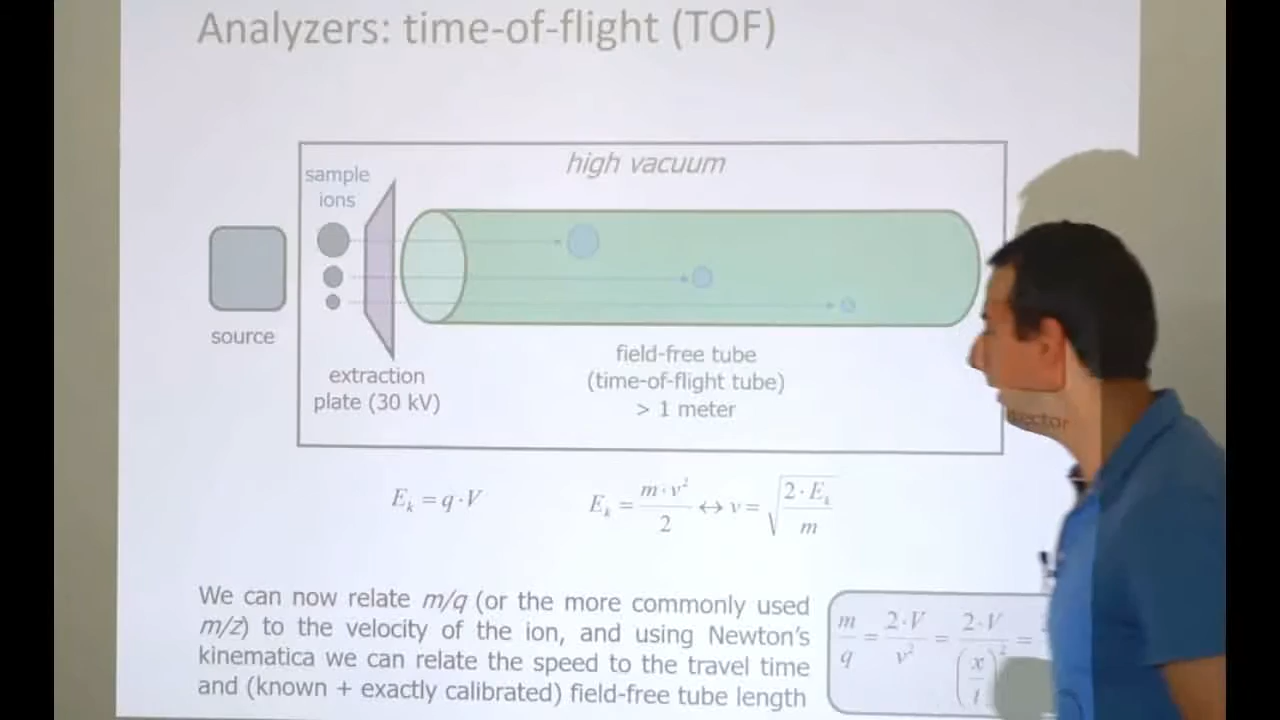 Analyzers: time-of-flight (TOF)
high vacuum
sample
ions
source
extraction
plate (30 kV)
field-free tube
(time-of-flight tube)
> 1 meter
E_k = q · V
E_k = m·v² / 2 ↔ v = √(2 · E_k / m)
We can now relate m/q (or the more commonly used
m/z) to the velocity of the ion, and using Newton's
kinematica we can relate the speed to the travel time
and (known + exactly calibrated) field-free tube length
m/q = 2·V / v² = 2·V / (x/t)² =